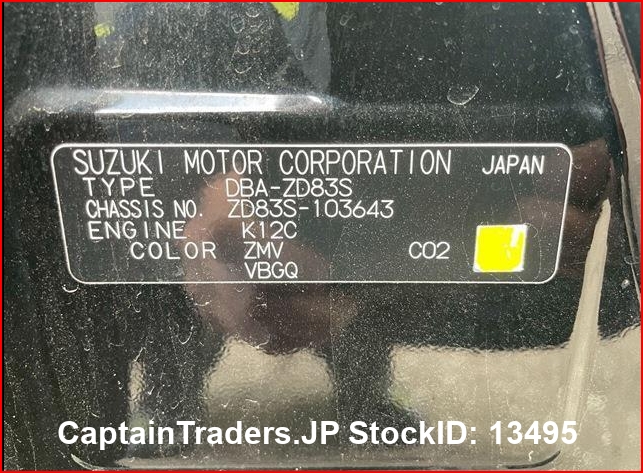 SUZUKI MOTOR CORPORATION JAPAN
TYPE DBA-ZD83S
CHASSIS NO. ZD83S-103643
ENGINE K12C
COLOR ZMV CO2
VBGQ
CaptainTraders.JP StockID: 13495